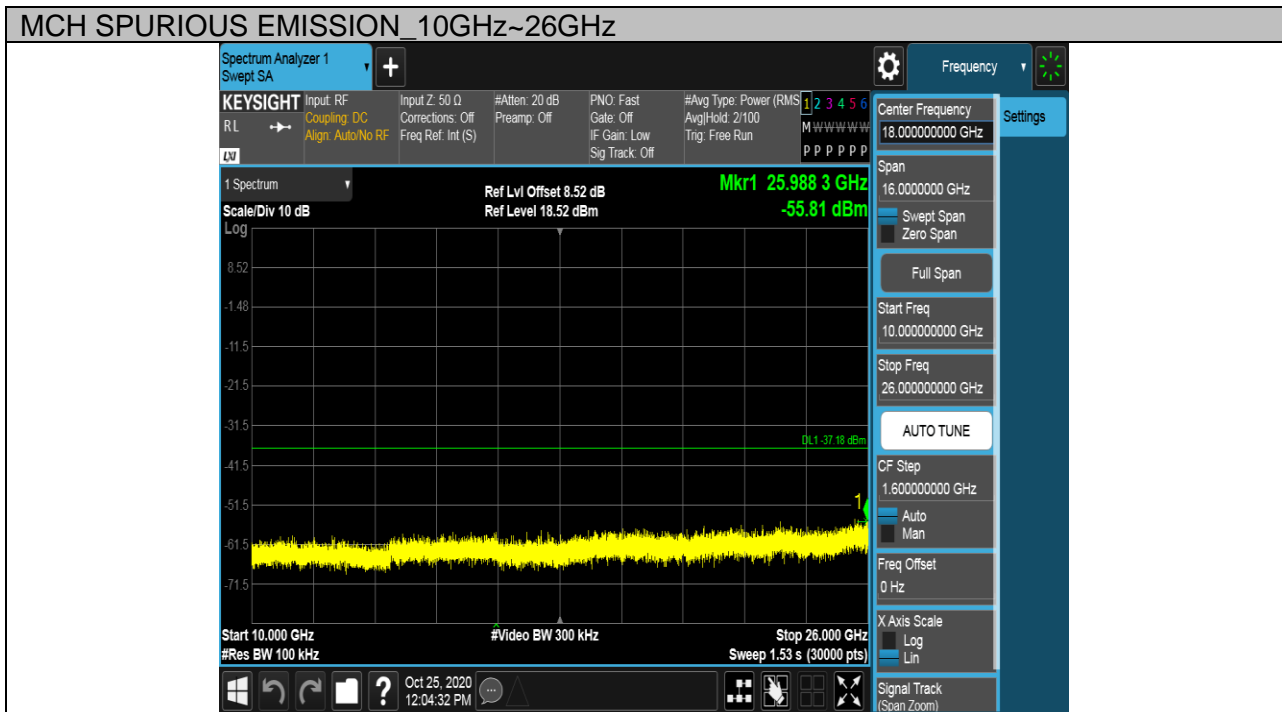 MCH SPURIOUS EMISSION_10GHz~26GHz
Spectrum Analyzer 1
Swept SA
Frequency
KEYSIGHT
RL
LXI
Input: RF
Coupling: DC
Align: Auto/No RF
Input Z: 50 Ω
Corrections: Off
Freq Ref: Int (S)
#Atten: 20 dB
Preamp: Off
PNO: Fast
Gate: Off
IF Gain: Low
Sig Track: Off
#Avg Type: Power (RMS
Avg|Hold: 2/100
Trig: Free Run
1 2 3 4 5 6
M W W W W W
P P P P P P
Center Frequency
18.000000000 GHz
Settings
1 Spectrum
Scale/Div 10 dB
Ref Lvl Offset 8.52 dB
Ref Level 18.52 dBm
Mkr1 25.988 3 GHz
-55.81 dBm
Span
16.0000000 GHz
Swept Span
Zero Span
Full Span
Start Freq
10.000000000 GHz
Stop Freq
26.000000000 GHz
AUTO TUNE
CF Step
1.600000000 GHz
Auto
Man
Freq Offset
0 Hz
X Axis Scale
Log
Lin
Signal Track
(Span Zoom)
Log
8.52
-1.48
-11.5
-21.5
-31.5
DL1 -37.18 dBm
-41.5
-51.5
1
-61.5
-71.5
Start 10.000 GHz
#Video BW 300 kHz
Stop 26.000 GHz
#Res BW 100 kHz
Sweep 1.53 s (30000 pts)
?
Oct 25, 2020
12:04:32 PM